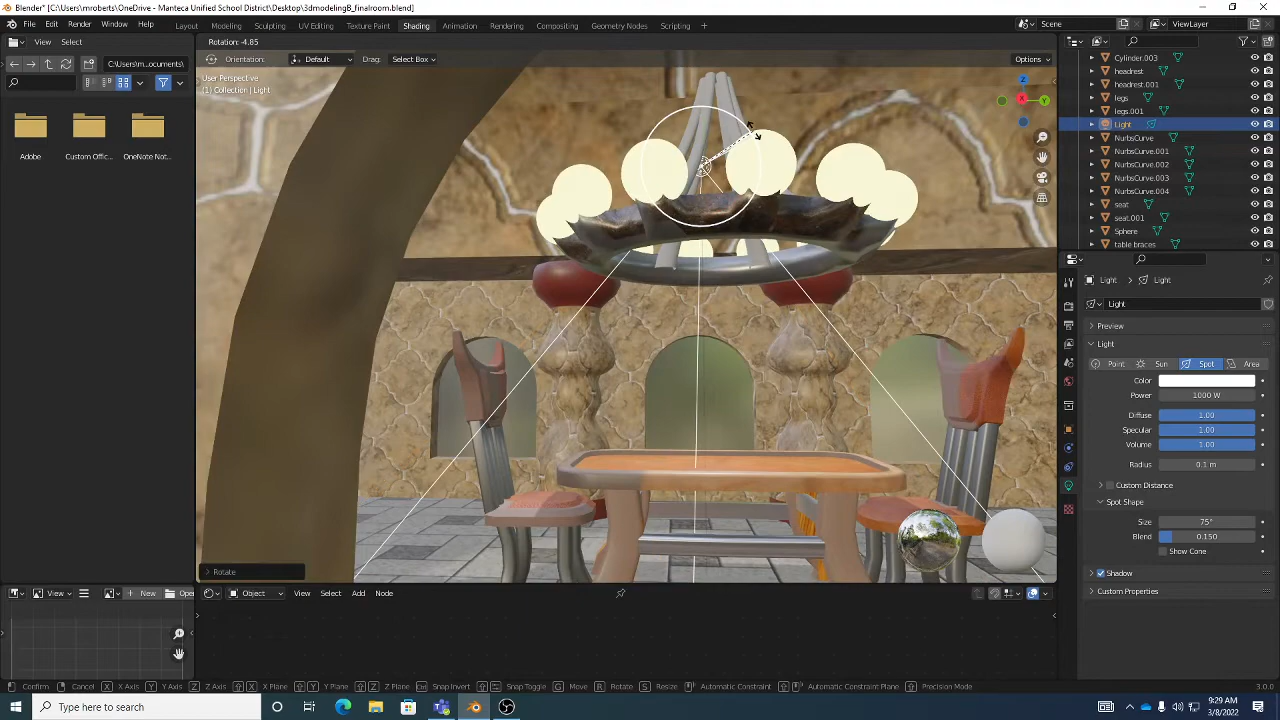 [C:\Users\mroberts\OneDrive - Manteca Unified School District\Desktop\3dmodelingB_finalroom.blend]
File Edit Render Window Help Layout Modeling Sculpting UV Editing Texture Paint Shading Animation Rendering Compositing Geometry Nodes Scripting + Scene ViewLayer
View Select Rotation: -4.85
C:\Users\m...ocuments\ Orientation: Default Drag: Select Box Options
User Perspective
(1) Collection | Light
Adobe Custom Offic... OneNote Not...
Z
X
Y
Cylinder.003
headrest
headrest.001
legs
legs.001
Light
NurbsCurve
NurbsCurve.001
NurbsCurve.002
NurbsCurve.003
NurbsCurve.004
seat
seat.001
Sphere
table braces
Light > Light
Light
Preview
Light
Point Sun Spot Area
Color
Power 1000 W
Diffuse 1.00
Specular 1.00
Volume 1.00
Radius 0.1 m
Custom Distance
Spot Shape
Size 75°
Blend 0.150
Show Cone
Shadow
Custom Properties
Rotate
View + New Open Object View Select Add Node
Confirm Cancel X X Axis Y Y Axis Z Z Axis X X Plane Y Y Plane Z Z Plane Snap Invert Snap Toggle G Move R Rotate S Resize Automatic Constraint Automatic Constraint Plane Precision Mode 3.0.0
Type here to search
9:29 AM
3/8/2022